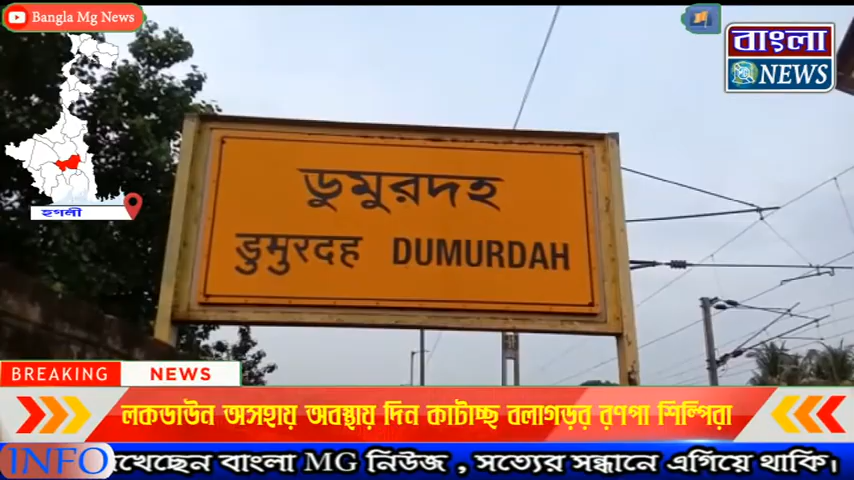 Bangla Mg News
বাংলা
NEWS
হুগলী
ডুমুরদহ
डुमुरदह DUMURDAH
BREAKING NEWS
লকডাউন অসহায় অবস্থায় দিন কাটাচ্ছে বলাগড়ের রণপা শিল্পিরা
INFO দেখেছেন বাংলা MG নিউজ , সত্যের সন্ধানে এগিয়ে থাকি।